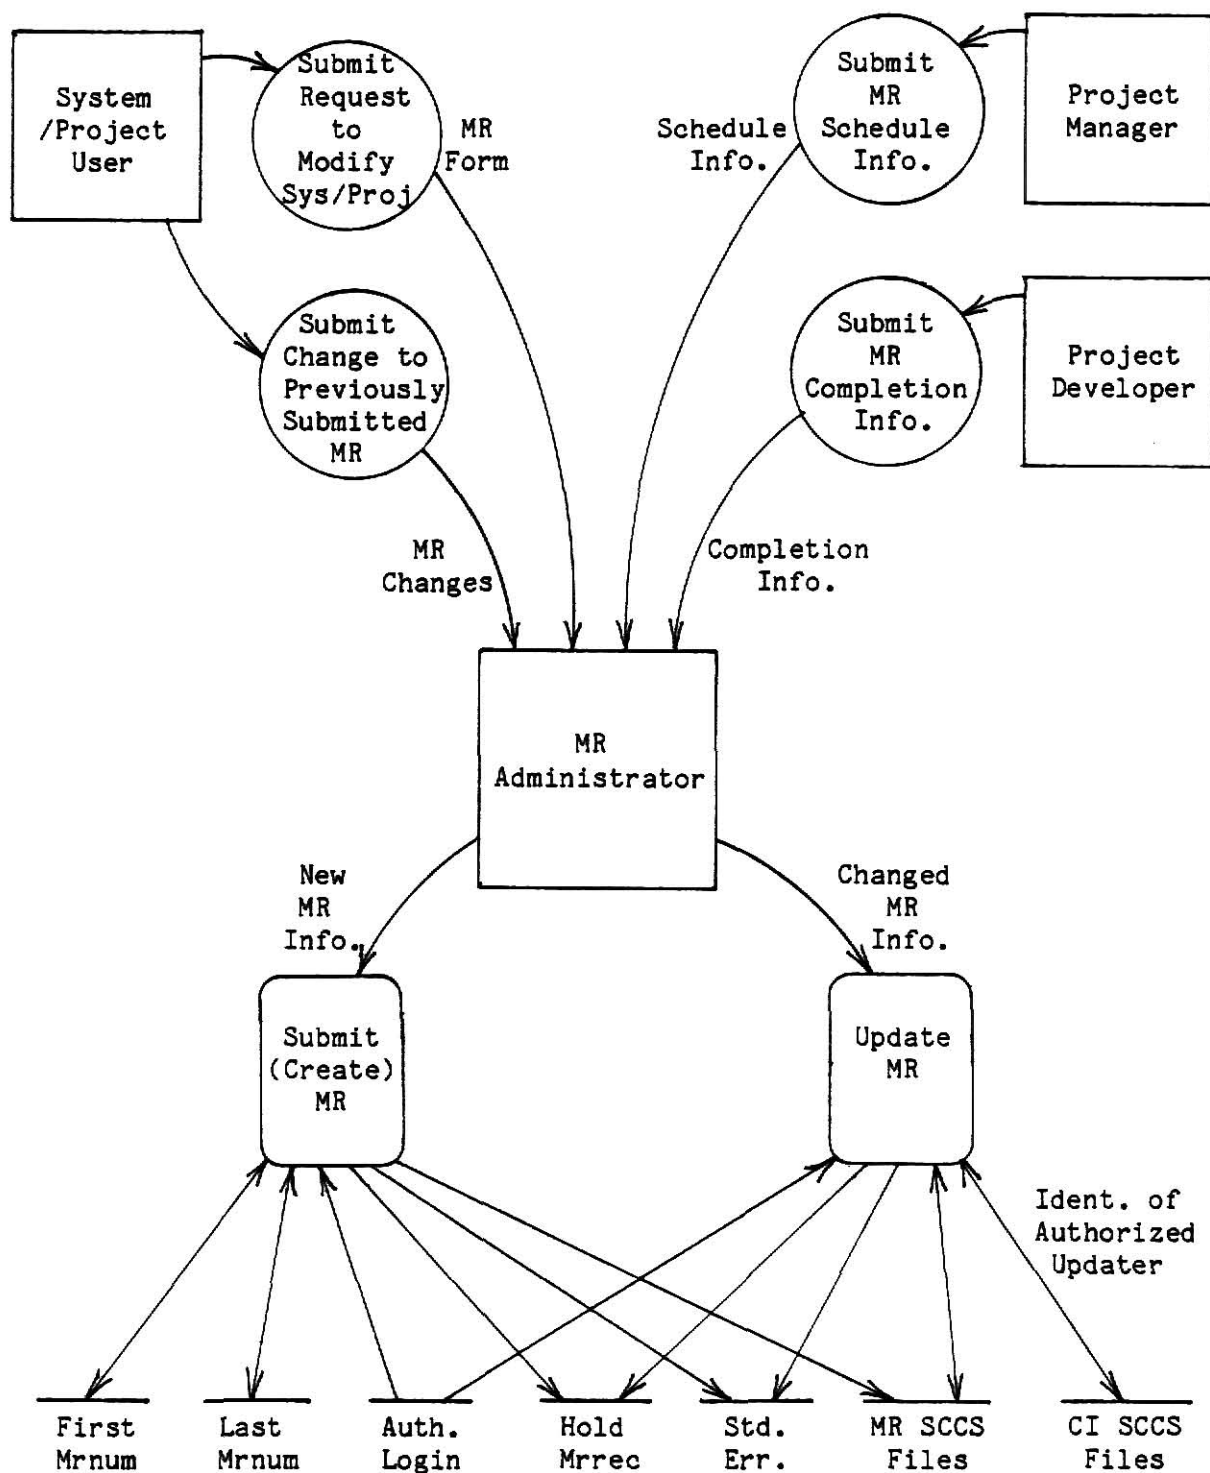 System
/Project
User
Submit
Request
to
Modify
Sys/Proj
MR
Form
Schedule
Info.
Submit
MR
Schedule
Info.
Project
Manager
Submit
Change to
Previously
Submitted
MR
Submit
MR
Completion
Info.
Project
Developer
MR
Changes
Completion
Info.
MR
Administrator
New
MR
Info.
Changed
MR
Info.
Submit
(Create)
MR
Update
MR
Ident. of
Authorized
Updater
First
Mrnum
Last
Mrnum
Auth.
Login
Hold
Mrrec
Std.
Err.
MR SCCS
Files
CI SCCS
Files